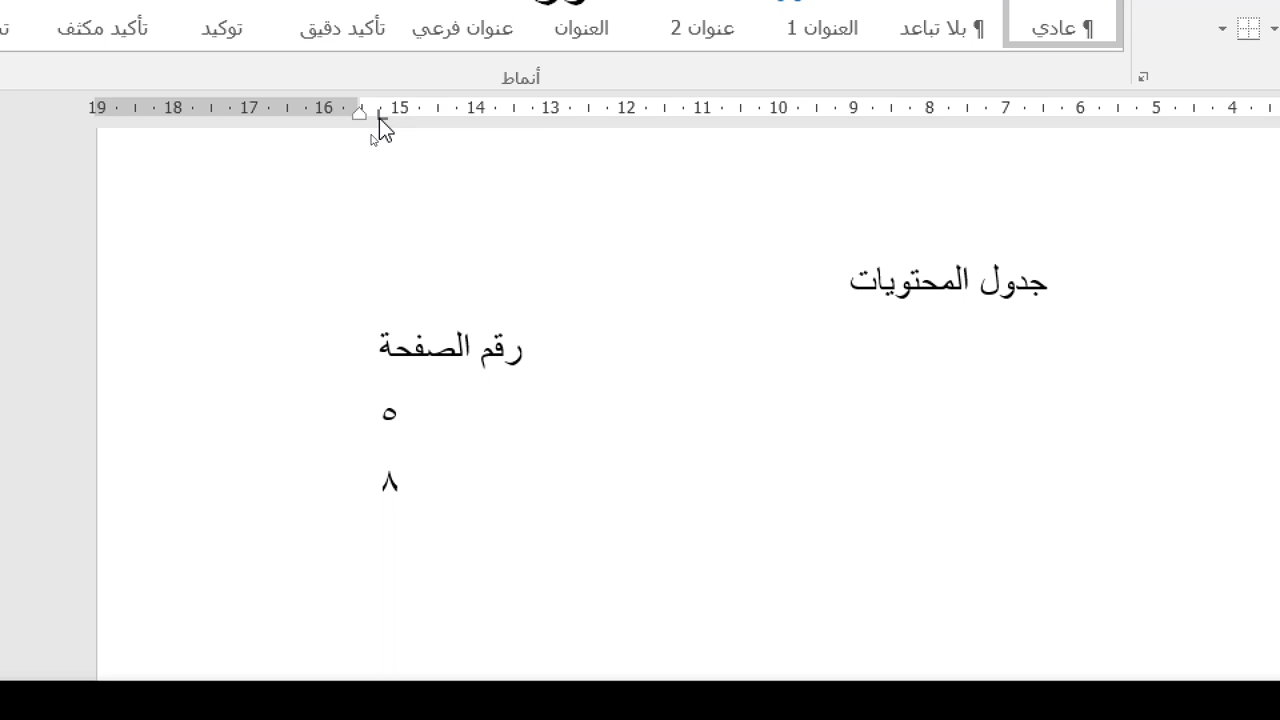 ¶ عادي ¶ بلا تباعد العنوان 1 عنوان 2 العنوان عنوان فرعي تأكيد دقيق توكيد تأكيد مكثف
أنماط
19 18 17 16 15 14 13 12 11 10 9 8 7 6 5 4
جدول المحتويات
رقم الصفحة
٥
٨